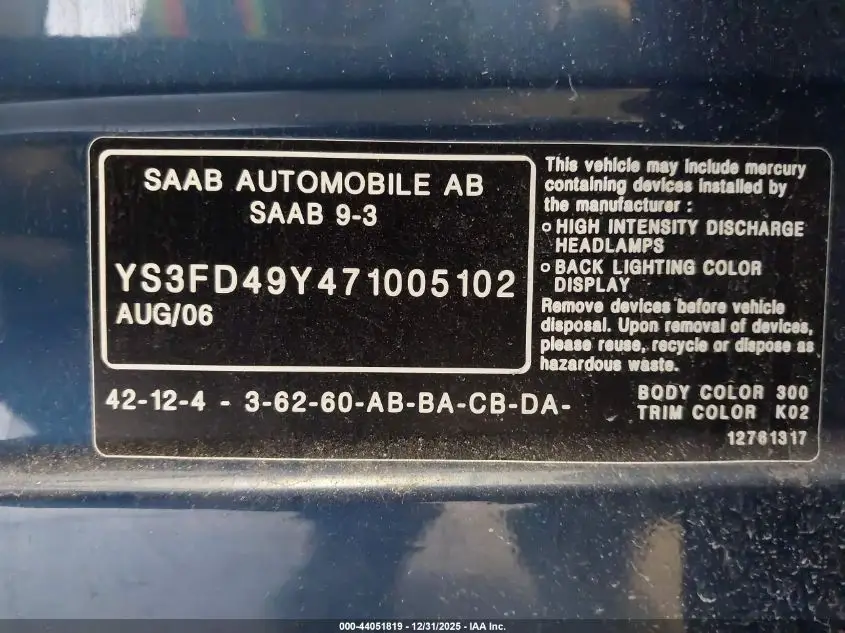 SAAB AUTOMOBILE AB
SAAB 9-3
YS3FD49Y471005102
AUG/06
42-12-4 - 3-62-60-AB-BA-CB-DA-
This vehicle may include mercury
containing devices installed by
the manufacturer :
o HIGH INTENSITY DISCHARGE
HEADLAMPS
o BACK LIGHTING COLOR
DISPLAY
Remove devices before vehicle
disposal. Upon removal of devices,
please reuse, recycle or dispose as
hazardous waste.
BODY COLOR 300
TRIM COLOR K02
12761317
000-44051819 - 12/31/2025 - IAA Inc.